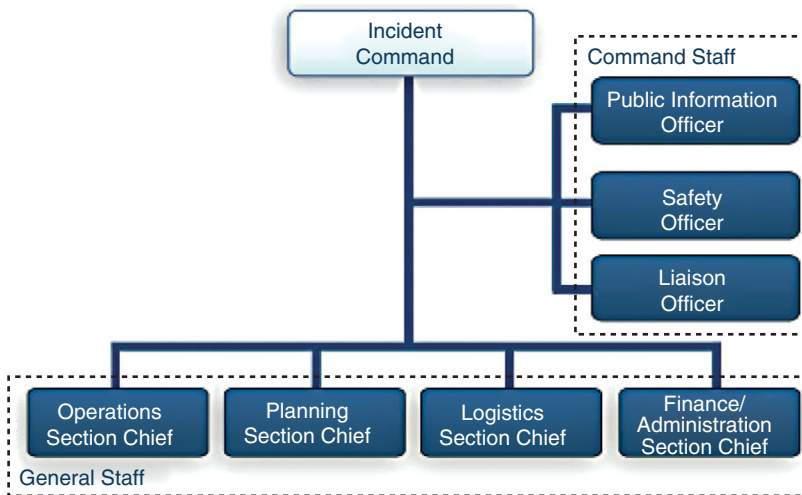 Incident
Command
Command Staff
Public Information
Officer
Safety
Officer
Liaison
Officer
Operations
Section Chief
Planning
Section Chief
Logistics
Section Chief
Finance/
Administration
Section Chief
General Staff